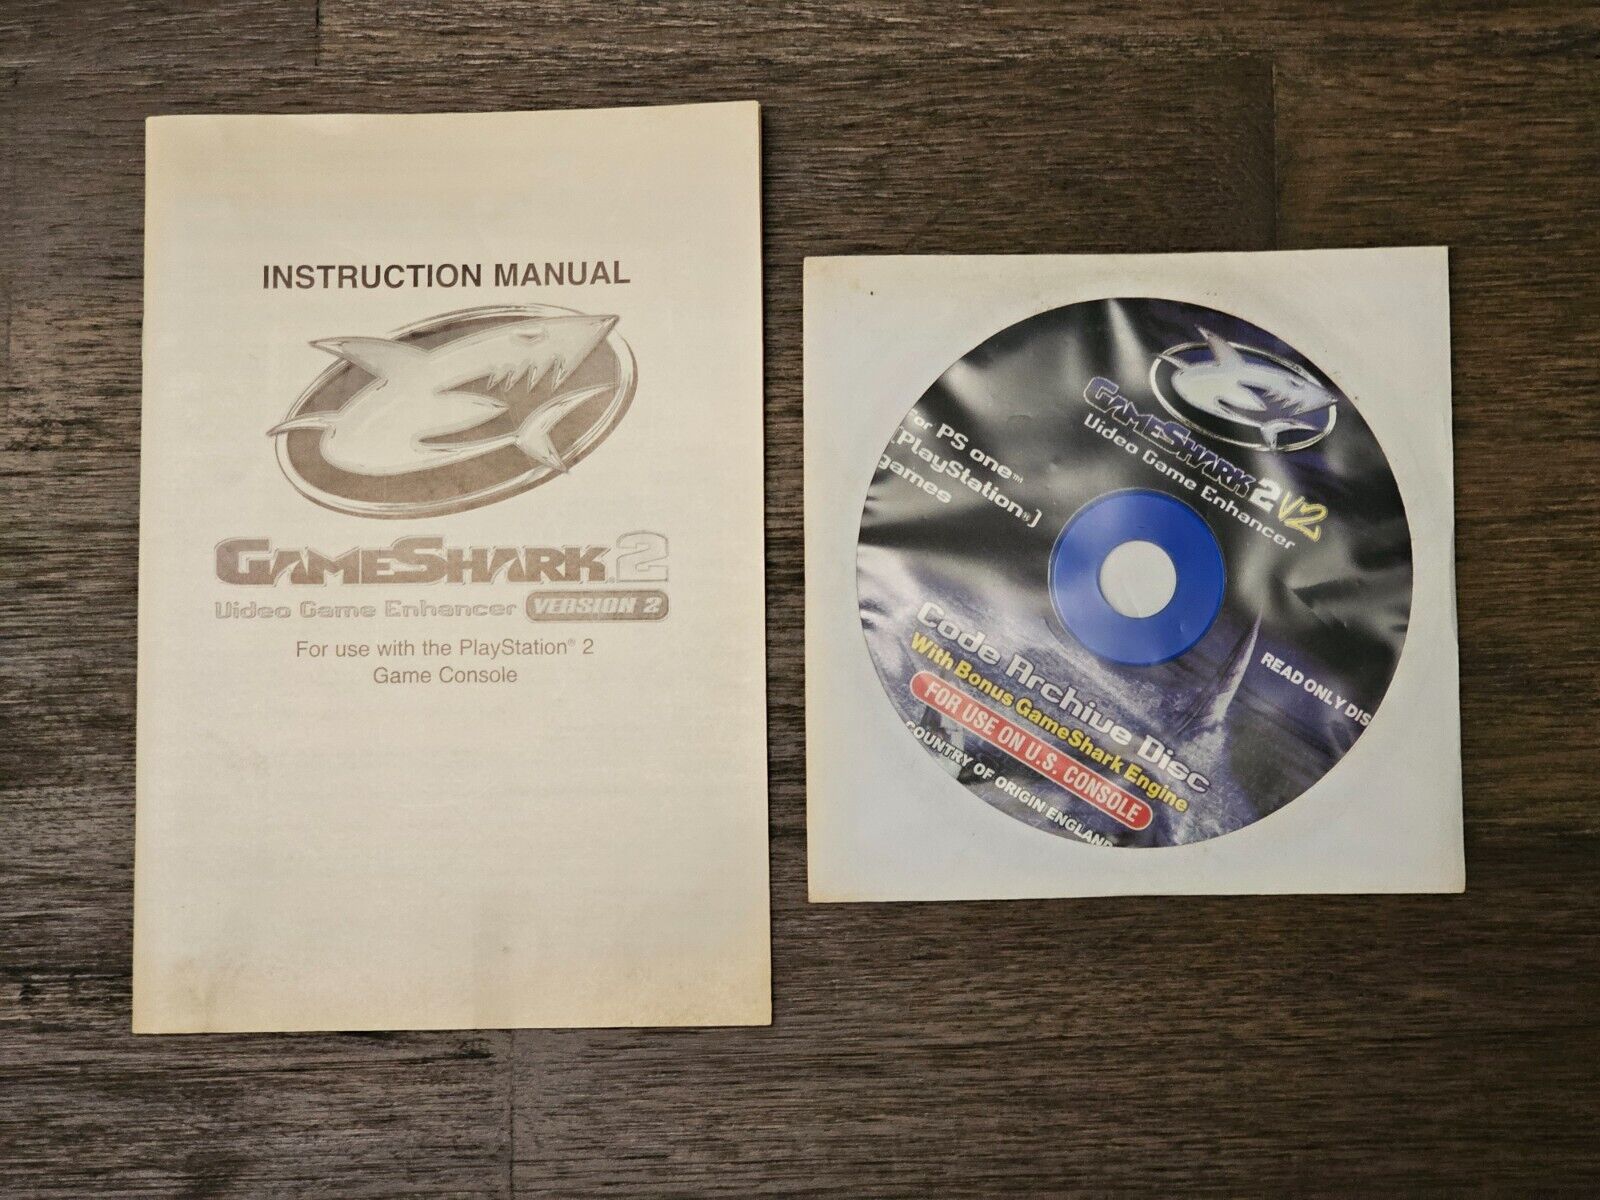 INSTRUCTION MANUAL
GAMESHARK 2
Video Game Enhancer VERSION 2
For use with the PlayStation® 2
Game Console
GAMESHARK 2 V2
Video Game Enhancer
For PS one™
[PlayStation®]
games
Code Archive Disc
With Bonus GameShark Engine
FOR USE ON U.S. CONSOLE
COUNTRY OF ORIGIN ENGLAND
READ ONLY DIS